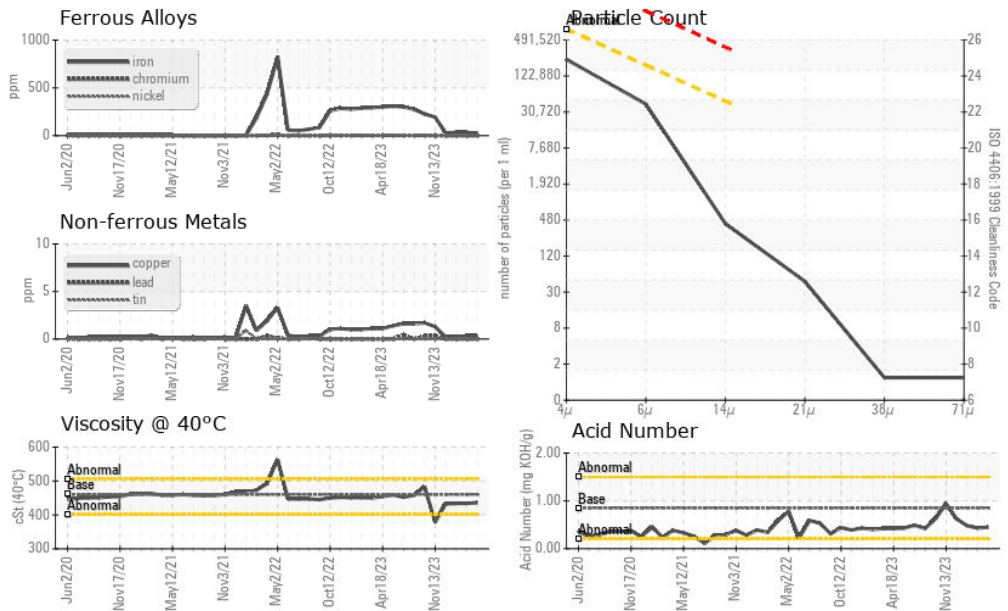 Ferrous Alloys
1000
500
0
ppm
iron
chromium
nickel
Jun2/20
Nov17/20
May12/21
Nov3/21
May2/22
Oct12/22
Apr18/23
Nov13/23
Non-ferrous Metals
10
5
0
ppm
copper
lead
tin
Jun2/20
Nov17/20
May12/21
Nov3/21
May2/22
Oct12/22
Apr18/23
Nov13/23
Viscosity @ 40°C
600
500
400
300
cSt (40°C)
Abnormal
Base
Abnormal
Jun2/20
Nov17/20
May12/21
Nov3/21
May2/22
Oct12/22
Apr18/23
Nov13/23
Particle Count
Abnormal
491,520
122,880
30,720
7,680
1,920
480
120
30
8
2
0
number of particles (per 1 ml)
26
24
22
20
18
16
14
12
10
8
6
ISO 4406:1999 Cleanliness Code
4µ
6µ
14µ
21µ
38µ
71µ
Acid Number
2.00
1.00
0.00
Acid Number (mg KOH/g)
Abnormal
Base
Abnormal
Jun2/20
Nov17/20
May12/21
Nov3/21
May2/22
Oct12/22
Apr18/23
Nov13/23